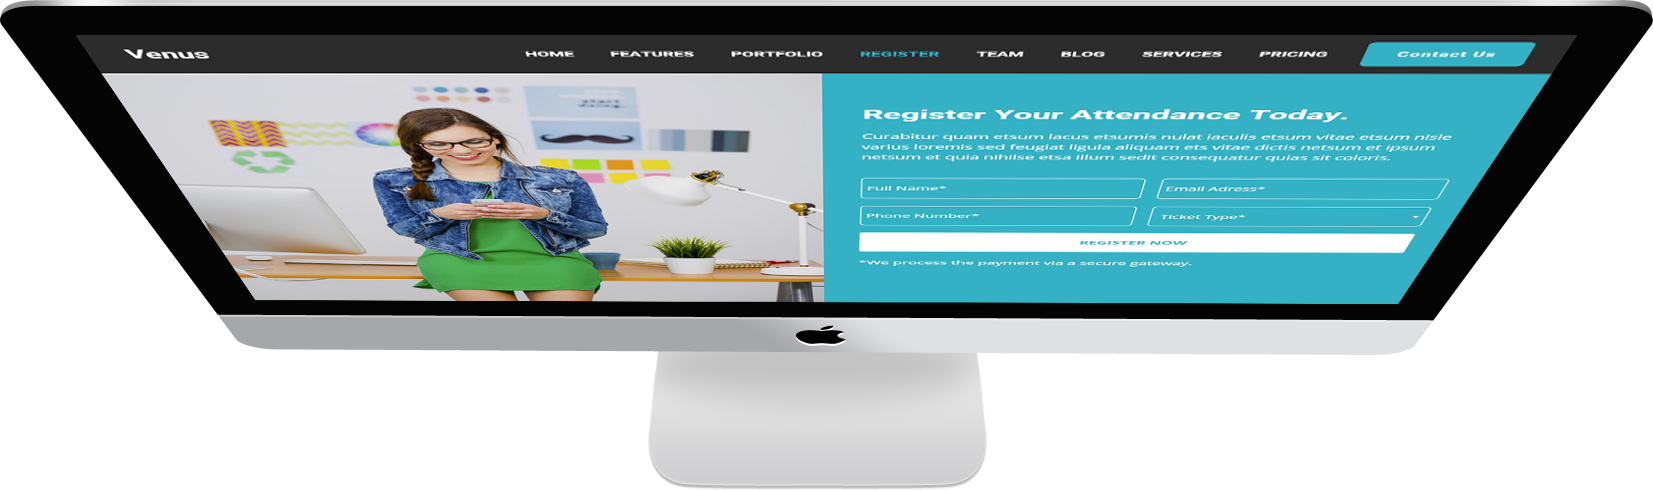 Venus HOME FEATURES PORTFOLIO REGISTER TEAM BLOG SERVICES PRICING Contact Us
Register Your Attendance Today.
Curabitur quam etsum lacus etsumis nulat iaculis etsum vitae etsum nisle
varius loremis sed feugiat ligula aliquam ets vitae dictis netsum et ipsum
netsum et quia nihilse etsa illum sedit consequatur quias sit coloris.
Full Name* Email Adress*
Phone Number* Ticket Type*
REGISTER NOW
*We process the payment via a secure gateway.